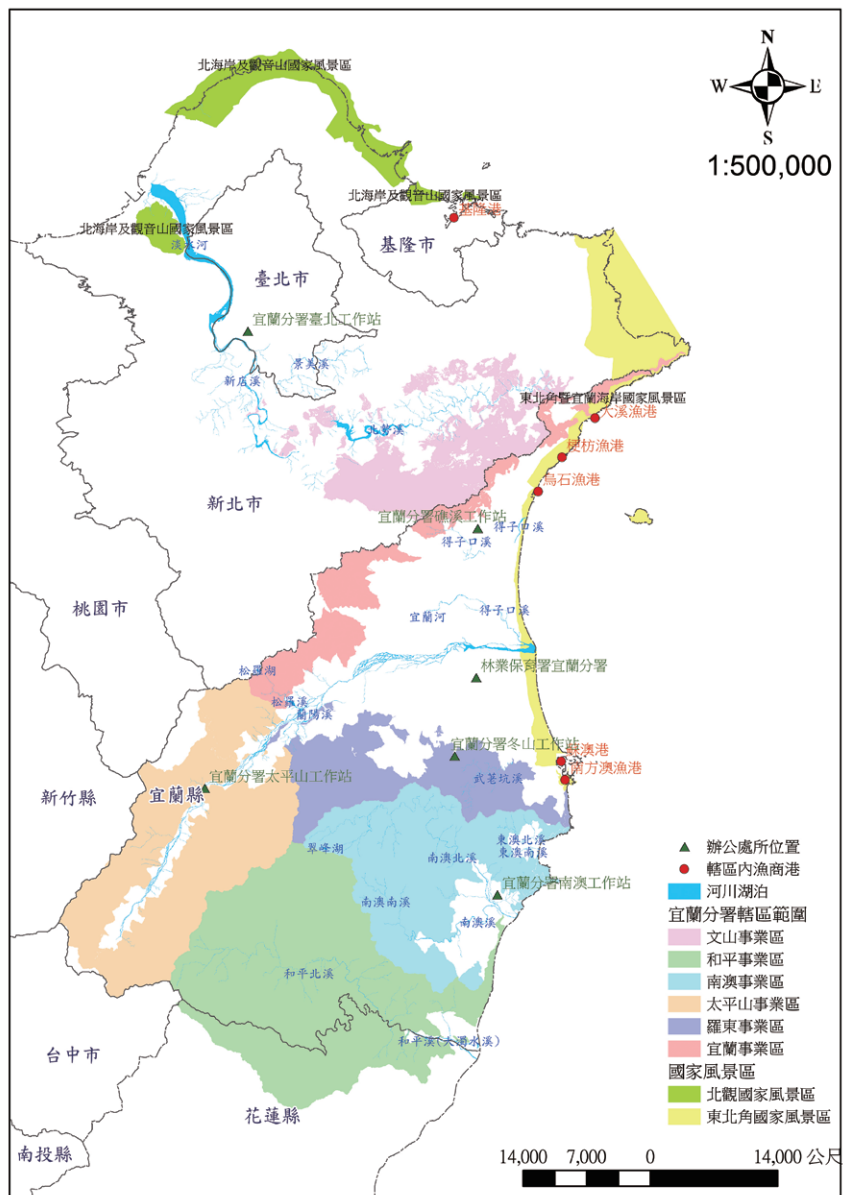 北海岸及觀音山國家風景區
N
W
E
S
1:500,000
北海岸及觀音山國家風景區
基隆港
北海岸及觀音山國家風景區
淡水河
基隆市
臺北市
宜蘭分署臺北工作站
景美溪
新店溪
東北角暨宜蘭海岸國家風景區
大溪漁港
北勢溪
梗枋漁港
烏石漁港
新北市
宜蘭分署礁溪工作站
得子口溪
得子口溪
桃園市
宜蘭河
得子口溪
松羅湖
林業保育署宜蘭分署
松羅溪
蘭陽溪
宜蘭分署冬山工作站
蘇澳港
南方澳漁港
宜蘭分署太平山工作站
武荖坑溪
新竹縣
宜蘭縣
翠峰湖
東澳北溪
東澳南溪
南澳北溪
宜蘭分署南澳工作站
南澳南溪
南澳溪
和平北溪
和平溪(大濁水溪)
台中市
花蓮縣
南投縣
辦公處所位置
轄區內漁商港
河川湖泊
宜蘭分署轄區範圍
文山事業區
和平事業區
南澳事業區
太平山事業區
羅東事業區
宜蘭事業區
國家風景區
北觀國家風景區
東北角國家風景區
14,000 7,000 0 14,000 公尺